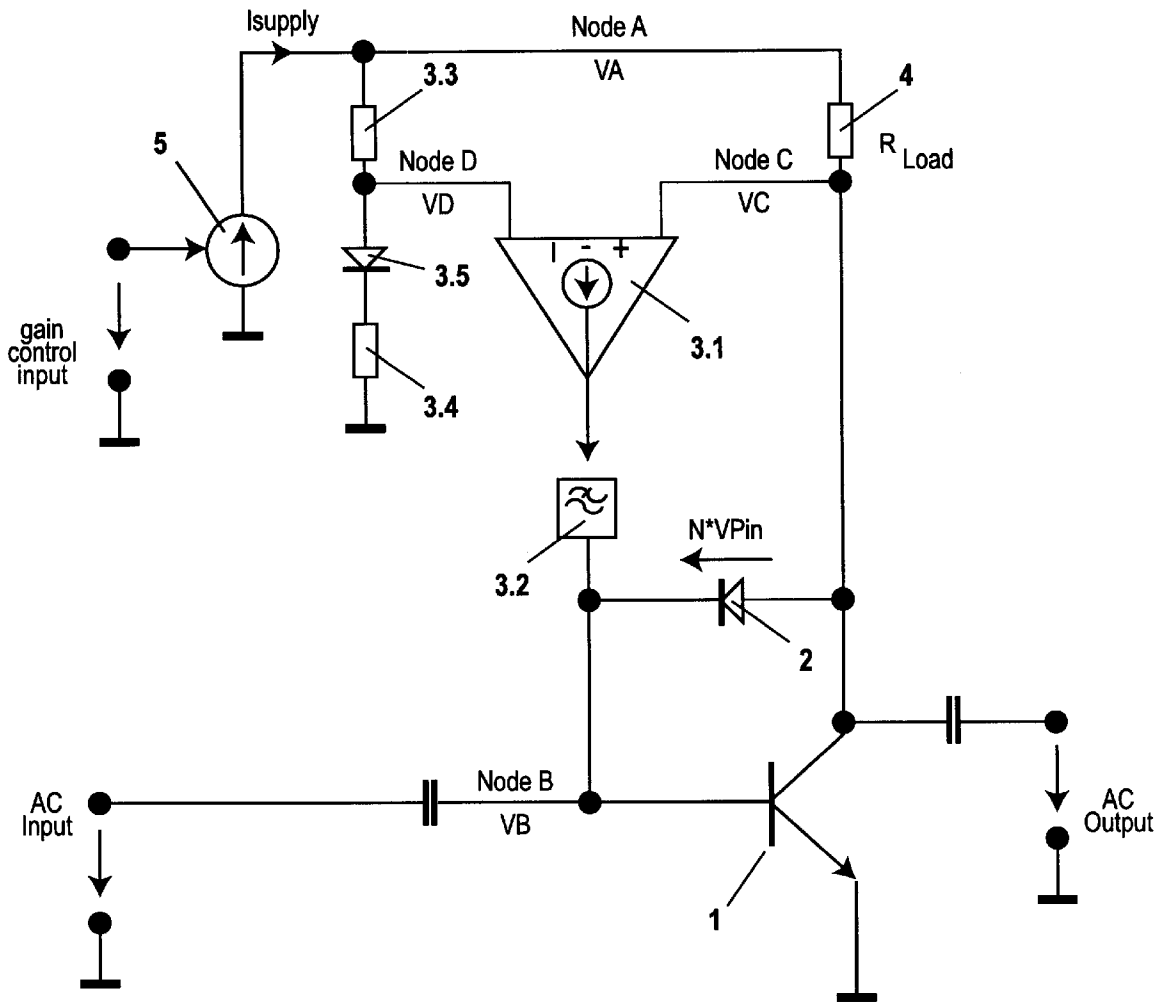 Isupply
Node A
VA
3.3
4
5
Node D
VD
Node C
VC
R Load
I - +
3.5
3.1
gain
control
input
3.4
N*VPin
3.2
2
AC
Input
Node B
VB
AC
Output
1